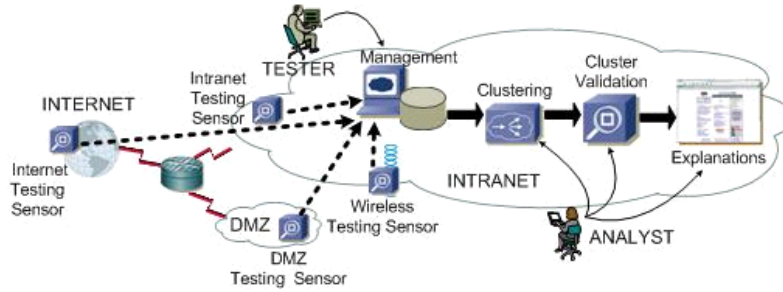 TESTER
Management
Cluster
Validation
Clustering
Intranet
Testing
Sensor
INTERNET
Internet
Testing
Sensor
Explanations
INTRANET
Wireless
Testing Sensor
DMZ
DMZ
Testing Sensor
ANALYST